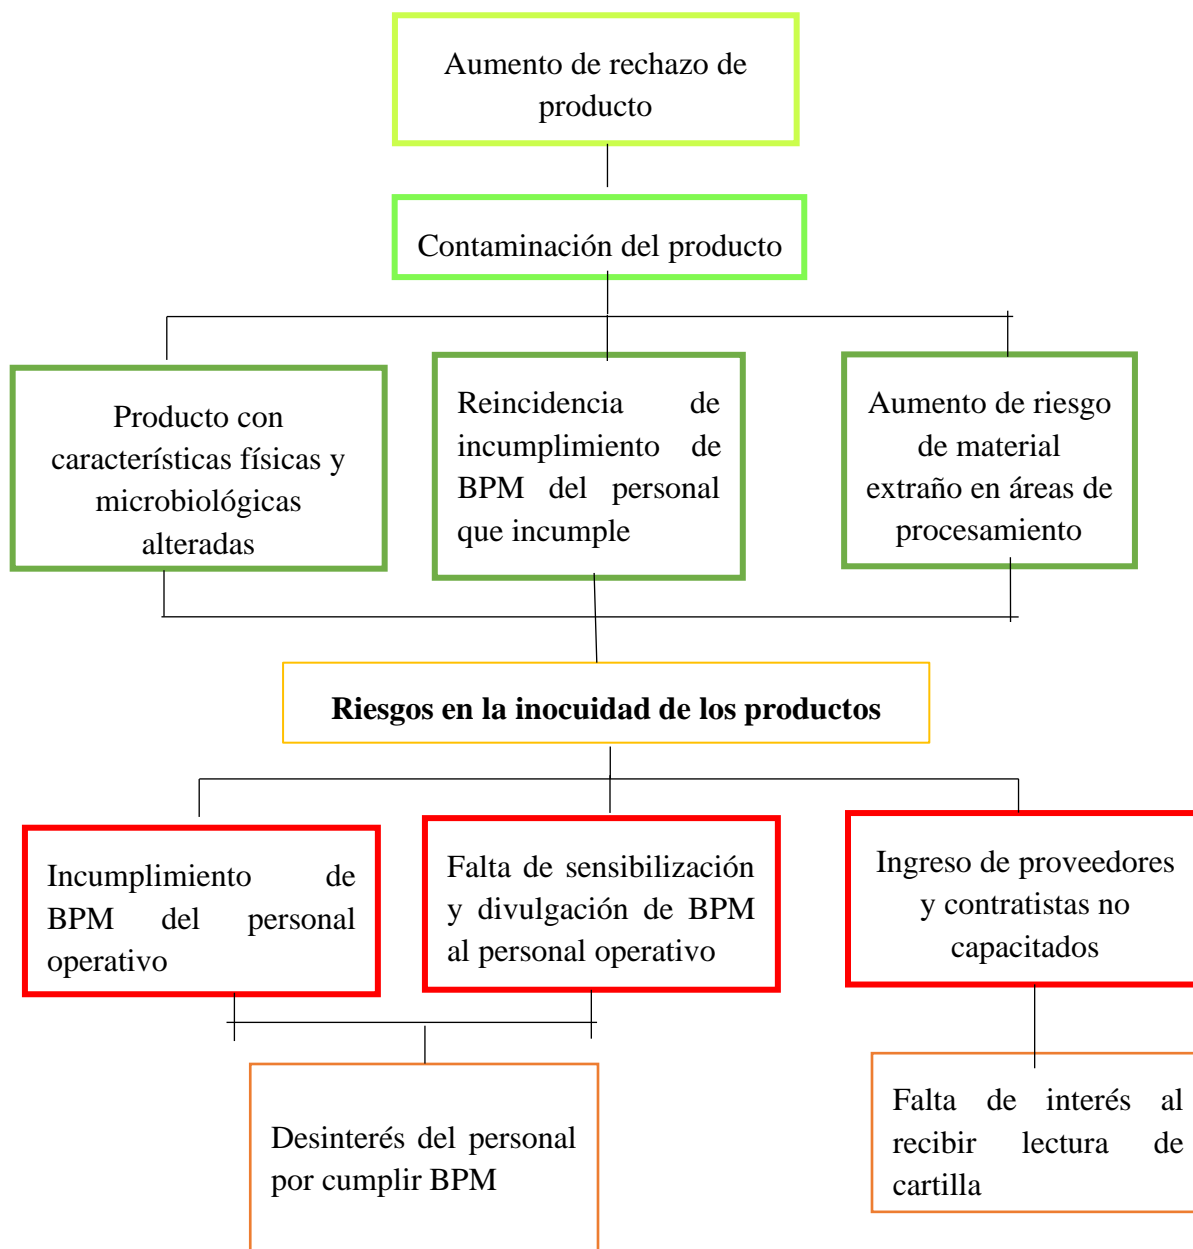 Aumento de rechazo de
producto
Contaminación del producto
Producto con
características físicas y
microbiológicas
alteradas
Reincidencia de
incumplimiento de
BPM del personal
que incumple
Aumento de riesgo
de material
extraño en áreas de
procesamiento
Riesgos en la inocuidad de los productos
Incumplimiento de
BPM del personal
operativo
Falta de sensibilización
y divulgación de BPM
al personal operativo
Ingreso de proveedores
y contratistas no
capacitados
Desinterés del personal
por cumplir BPM
Falta de interés al
recibir lectura de
cartilla